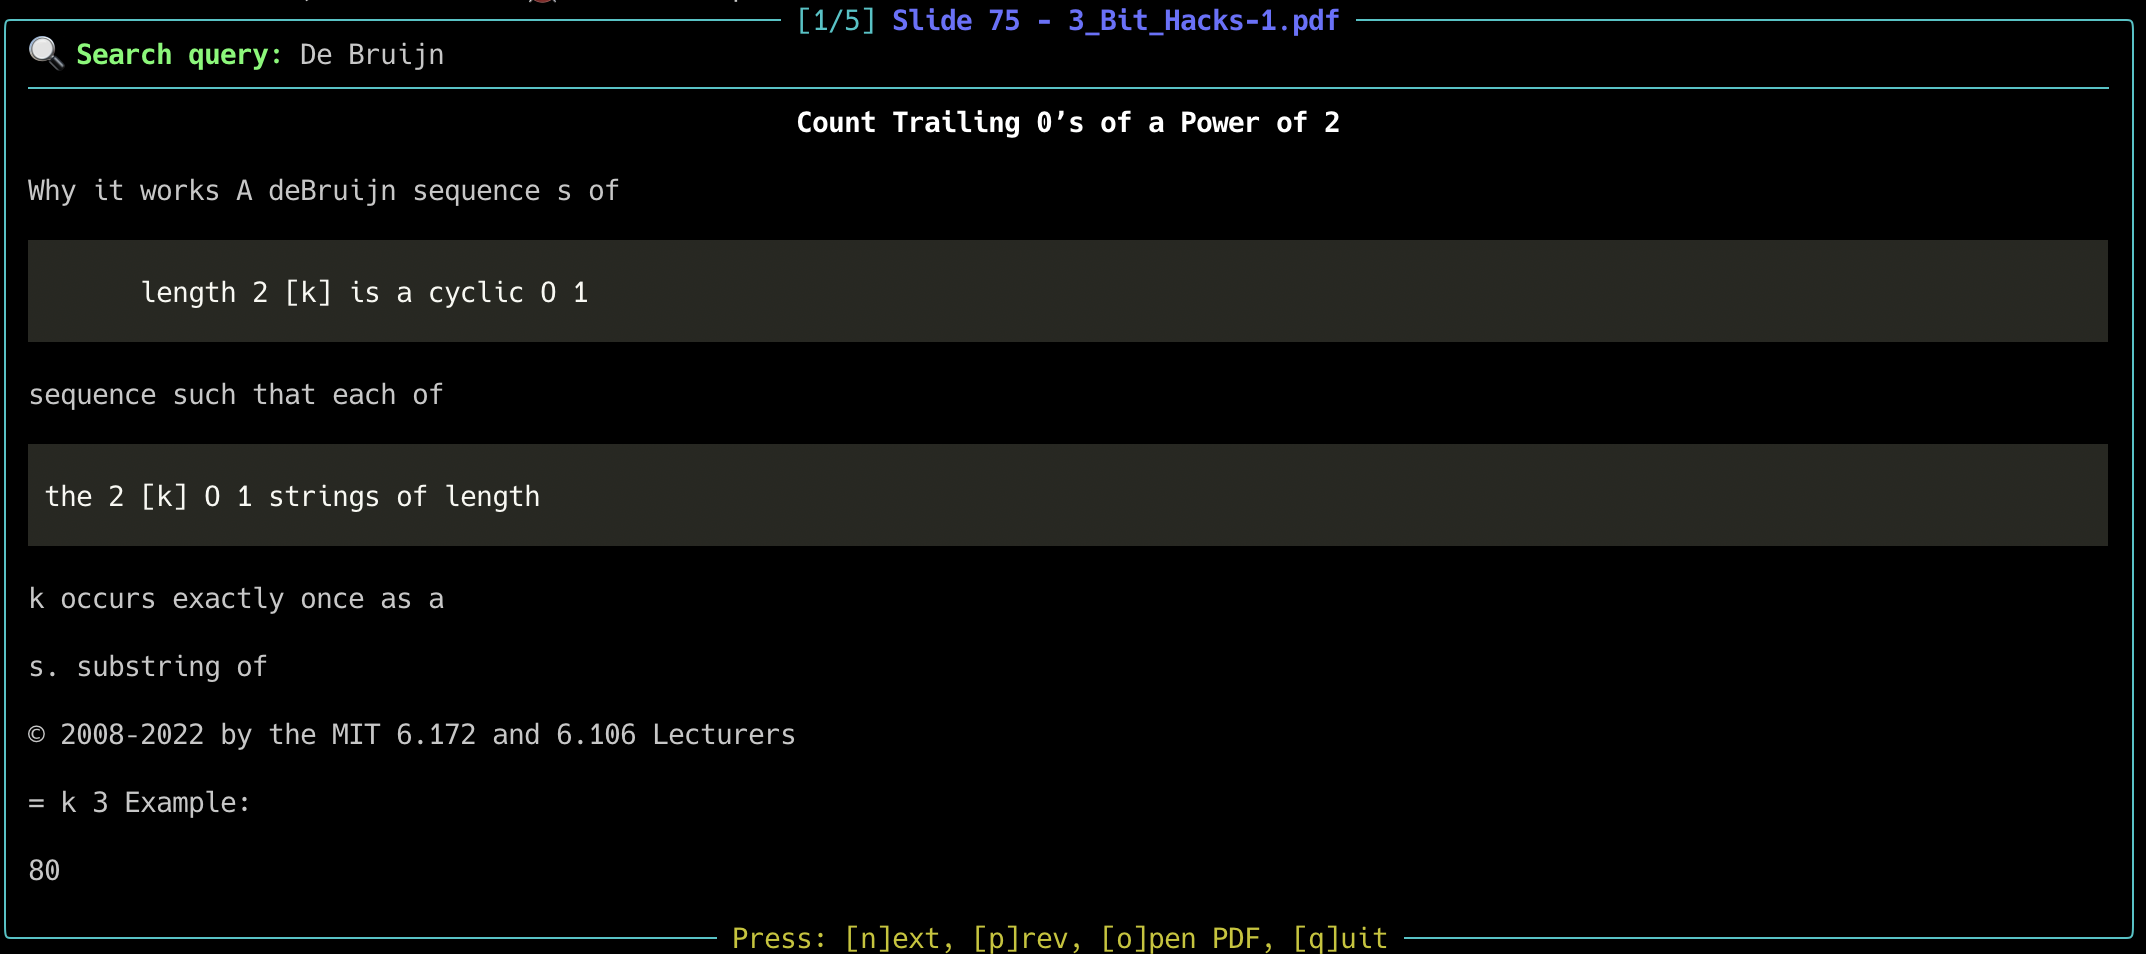 [1/5] Slide 75 - 3_Bit_Hacks-1.pdf
Search query: De Bruijn
Count Trailing 0’s of a Power of 2
Why it works A deBruijn sequence s of
length 2 [k] is a cyclic O 1
sequence such that each of
the 2 [k] O 1 strings of length
k occurs exactly once as a
s. substring of
© 2008-2022 by the MIT 6.172 and 6.106 Lecturers
= k 3 Example:
80
Press: [n]ext, [p]rev, [o]pen PDF, [q]uit